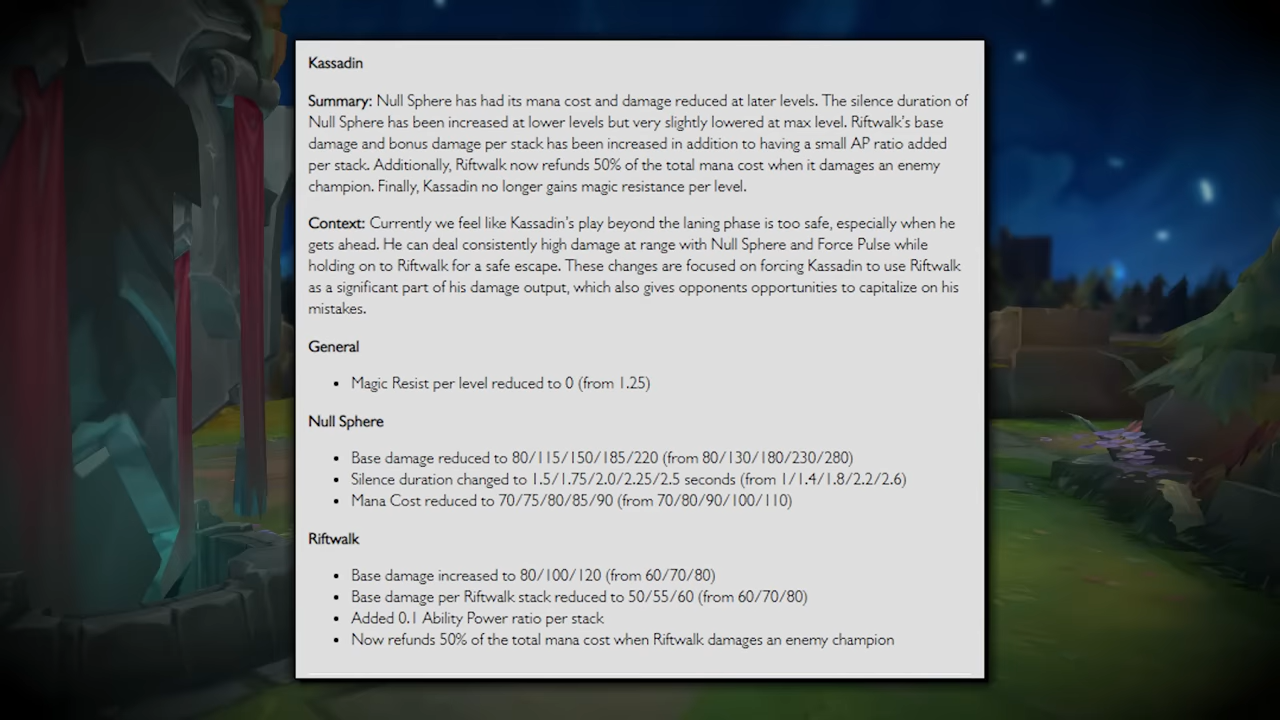 Kassadin
Summary: Null Sphere has had its mana cost and damage reduced at later levels. The silence duration of
Null Sphere has been increased at lower levels but very slightly lowered at max level. Riftwalk's base
damage and bonus damage per stack has been increased in addition to having a small AP ratio added
per stack. Additionally, Riftwalk now refunds 50% of the total mana cost when it damages an enemy
champion. Finally, Kassadin no longer gains magic resistance per level.
Context: Currently we feel like Kassadin's play beyond the laning phase is too safe, especially when he
gets ahead. He can deal consistently high damage at range with Null Sphere and Force Pulse while
holding on to Riftwalk for a safe escape. These changes are focused on forcing Kassadin to use Riftwalk
as a significant part of his damage output, which also gives opponents opportunities to capitalize on his
mistakes.
General
• Magic Resist per level reduced to 0 (from 1.25)
Null Sphere
• Base damage reduced to 80/115/150/185/220 (from 80/130/180/230/280)
• Silence duration changed to 1.5/1.75/2.0/2.25/2.5 seconds (from 1/1.4/1.8/2.2/2.6)
• Mana Cost reduced to 70/75/80/85/90 (from 70/80/90/100/110)
Riftwalk
• Base damage increased to 80/100/120 (from 60/70/80)
• Base damage per Riftwalk stack reduced to 50/55/60 (from 60/70/80)
• Added 0.1 Ability Power ratio per stack
• Now refunds 50% of the total mana cost when Riftwalk damages an enemy champion